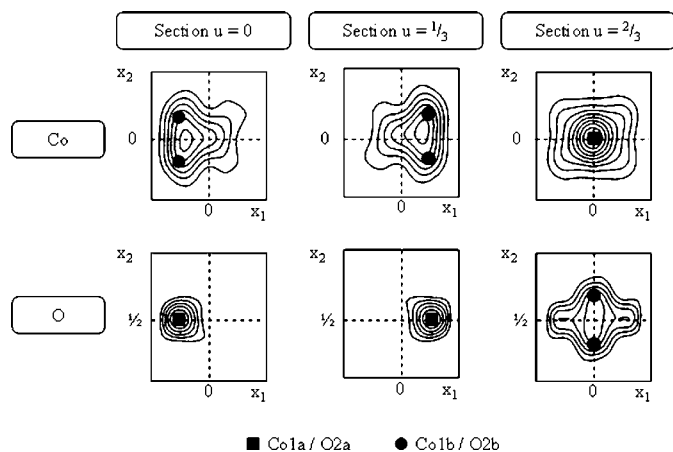 Section u = 0
Section u = 1/3
Section u = 2/3
x2
x2
x2
Co
0
0
0
0
x1
0
x1
0
x1
x2
x2
x2
O
1/2
1/2
1/2
0
x1
0
x1
0
x1
Co1a / O2a
Co1b / O2b